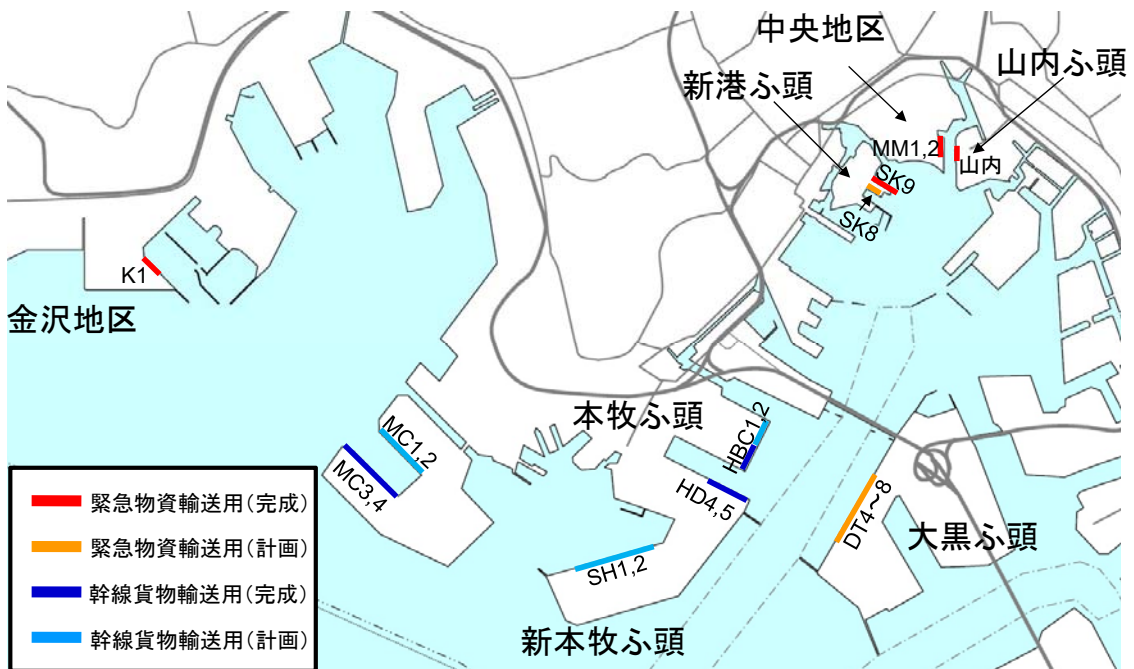 中央地区
山内ふ頭
新港ふ頭
MM1,2
山内
SK9
SK8
K1
金沢地区
本牧ふ頭
MC1,2
HBC1,2
MC3,4
HD4,5
DT4～8
大黒ふ頭
SH1,2
新本牧ふ頭
緊急物資輸送用(完成)
緊急物資輸送用(計画)
幹線貨物輸送用(完成)
幹線貨物輸送用(計画)